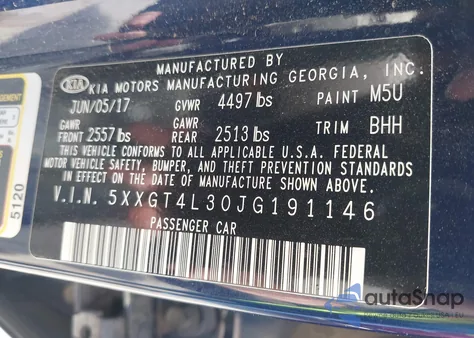 MANUFACTURED BY
KIA KIA MOTORS MANUFACTURING GEORGIA, INC.
JUN/05/17 GVWR 4497 lbs PAINT M5U
GAWR GAWR
FRONT 2557 lbs REAR 2513 lbs TRIM BHH
THIS VEHICLE CONFORMS TO ALL APPLICABLE U.S.A. FEDERAL
MOTOR VEHICLE SAFETY, BUMPER, AND THEFT PREVENTION STANDARDS
IN EFFECT ON THE DATE OF MANUFACTURE SHOWN ABOVE.
V.I.N. 5XXGT4L30JG191146
PASSENGER CAR
5120
autoSnap